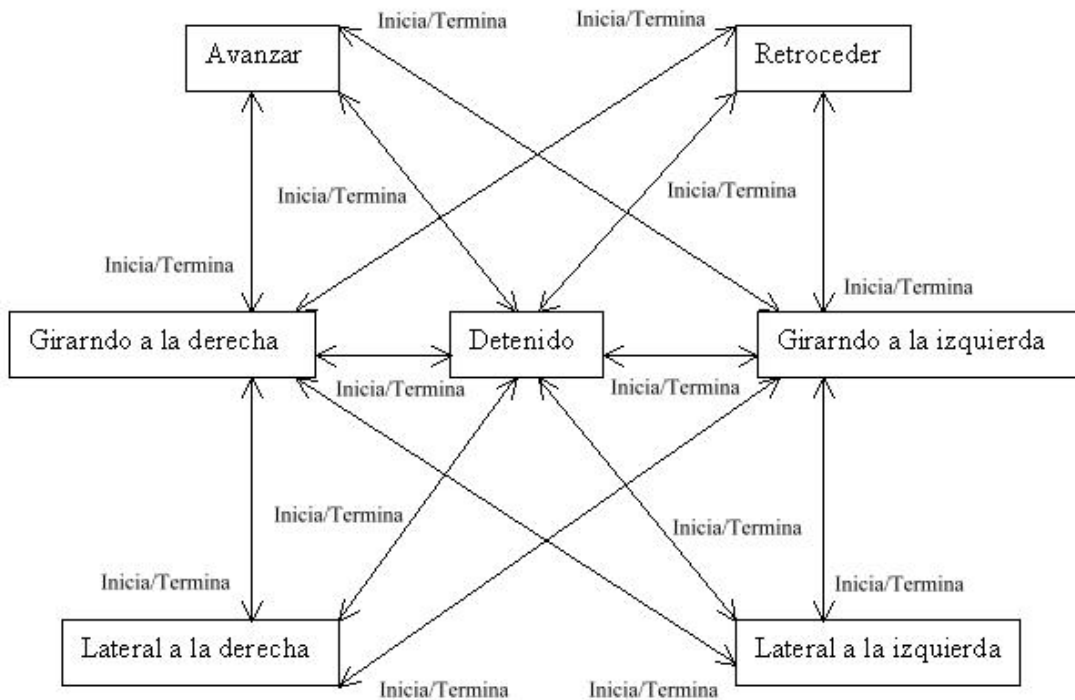 Inicia/Termina
Inicia/Termina
Avanzar
Retroceder
Inicia/Termina
Inicia/Termina
Inicia/Termina
Inicia/Termina
Girarndo a la derecha
Detenido
Girarndo a la izquierda
Inicia/Termina
Inicia/Termina
Inicia/Termina
Inicia/Termina
Inicia/Termina
Inicia/Termina
Lateral a la derecha
Lateral a la izquierda
Inicia/Termina
Inicia/Termina